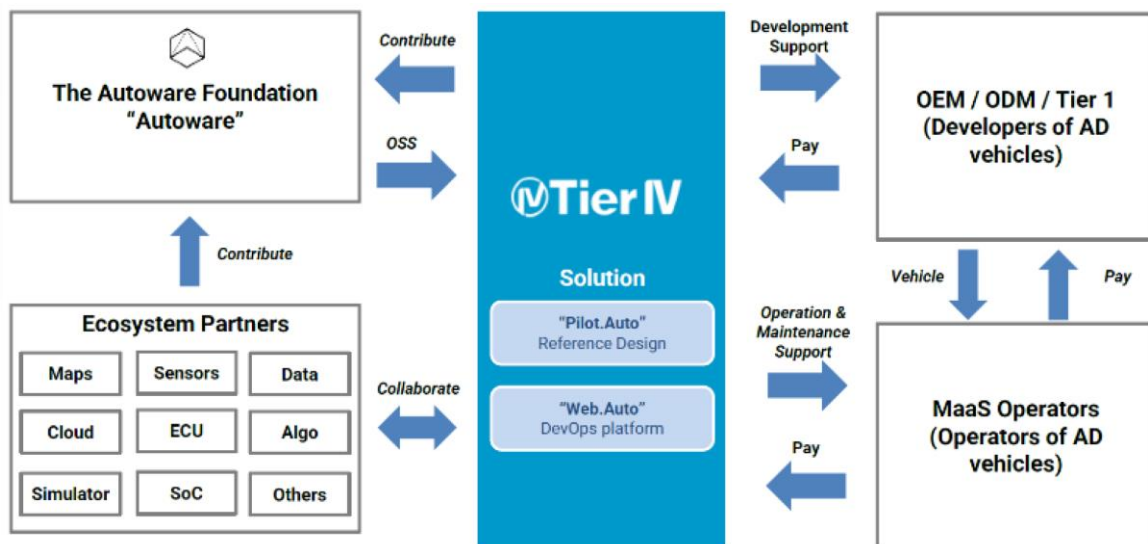 The Autoware Foundation
“Autoware”
Contribute
OSS
Contribute
Ecosystem Partners
Maps
Sensors
Data
Cloud
ECU
Algo
Simulator
SoC
Others
Collaborate
Tier IV
Solution
“Pilot.Auto”
Reference Design
“Web.Auto”
DevOps platform
Development
Support
Pay
OEM / ODM / Tier 1
(Developers of AD
vehicles)
Vehicle
Pay
Operation &
Maintenance
Support
Pay
MaaS Operators
(Operators of AD
vehicles)